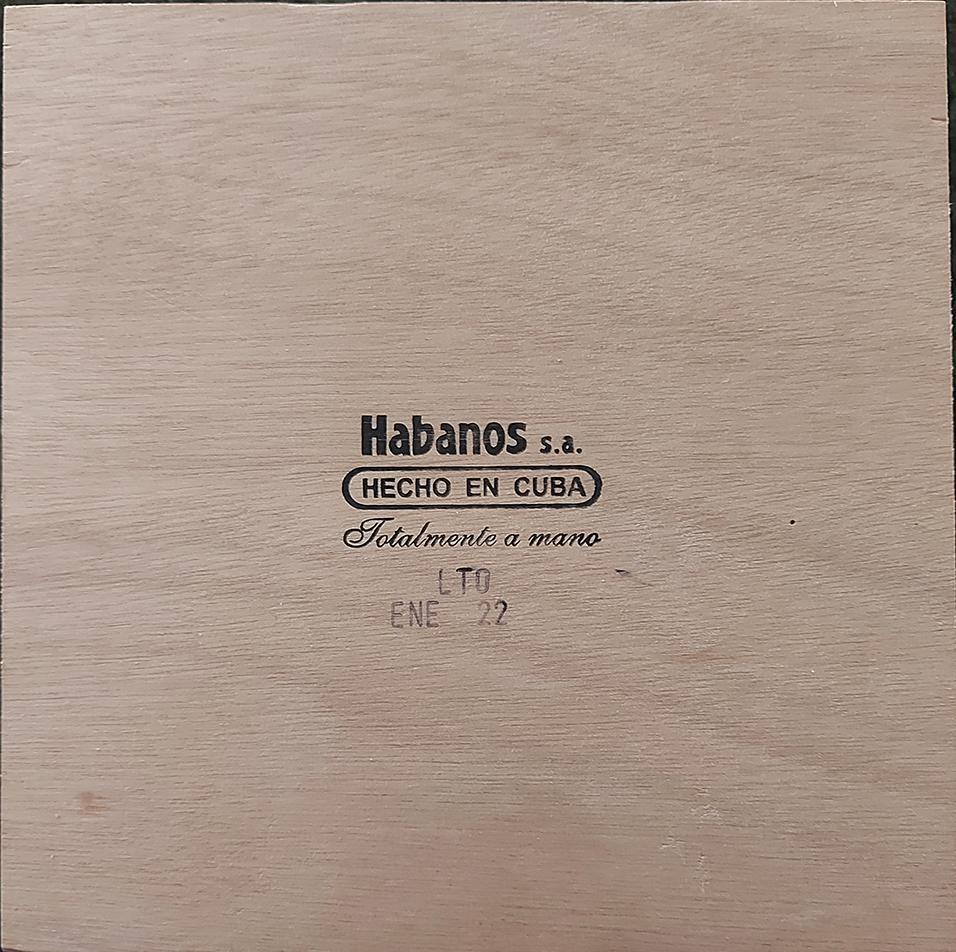 Habanos s.a.
HECHO EN CUBA
Totalmente a mano
LTO
ENE 22